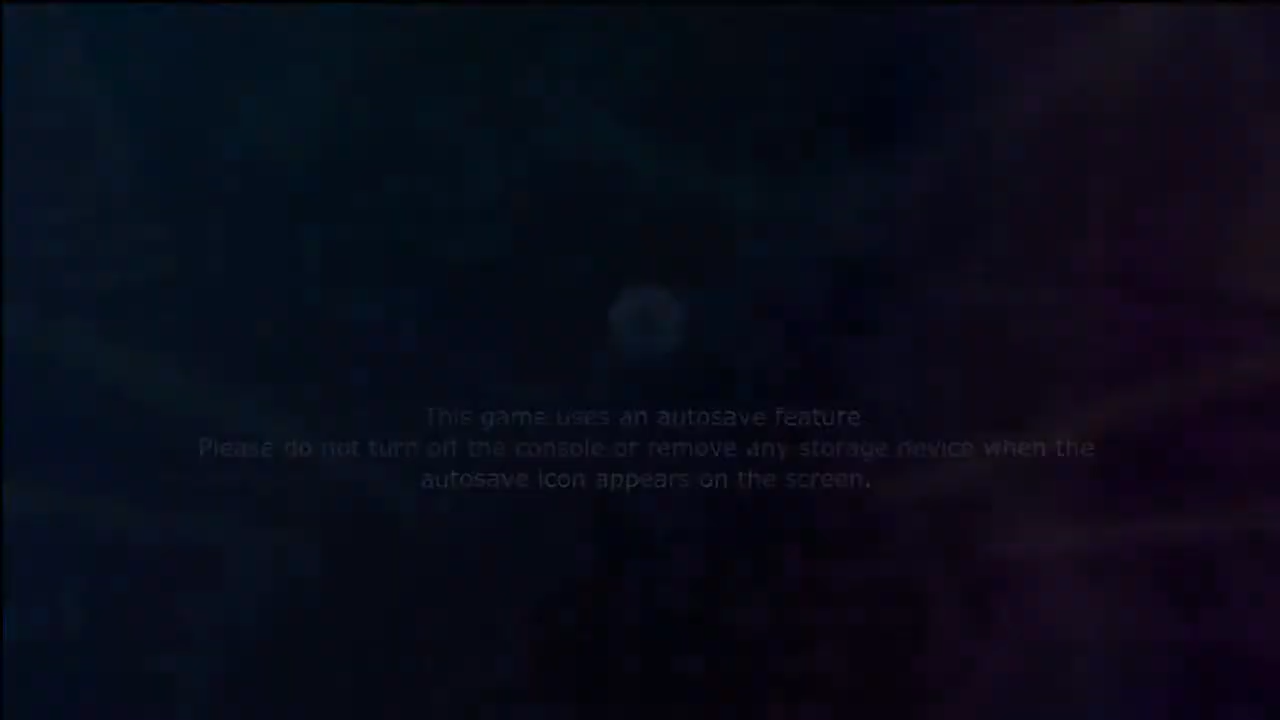 This game uses an autosave feature
Please do not turn off the console or remove any storage device when the
autosave icon appears on the screen.